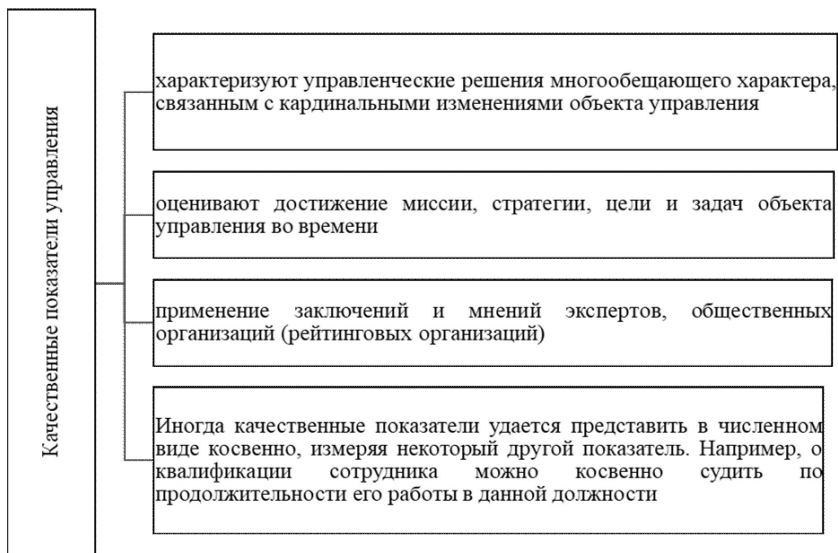 Качественные показатели управления
характеризуют управленческие решения многообещающего характера,
связанным с кардинальными изменениями объекта управления
оценивают достижение миссии, стратегии, цели и задач объекта
управления во времени
применение заключений и мнений экспертов, общественных
организаций (рейтинговых организаций)
Иногда качественные показатели удается представить в численном
виде косвенно, измеряя некоторый другой показатель. Например, о
квалификации сотрудника можно косвенно судить по
продолжительности его работы в данной должности